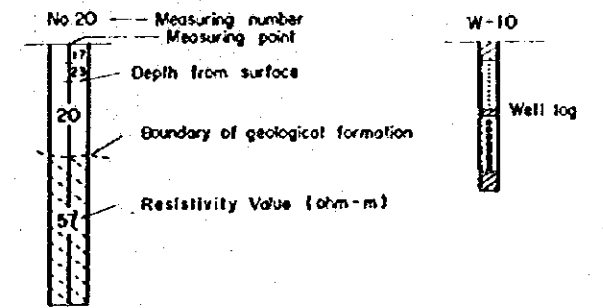 No. 20 Measuring number
Measuring point
17
23 Depth from surface
20
Boundary of geological formation
57 Resistivity Value (ohm-m)
W-10
Well log